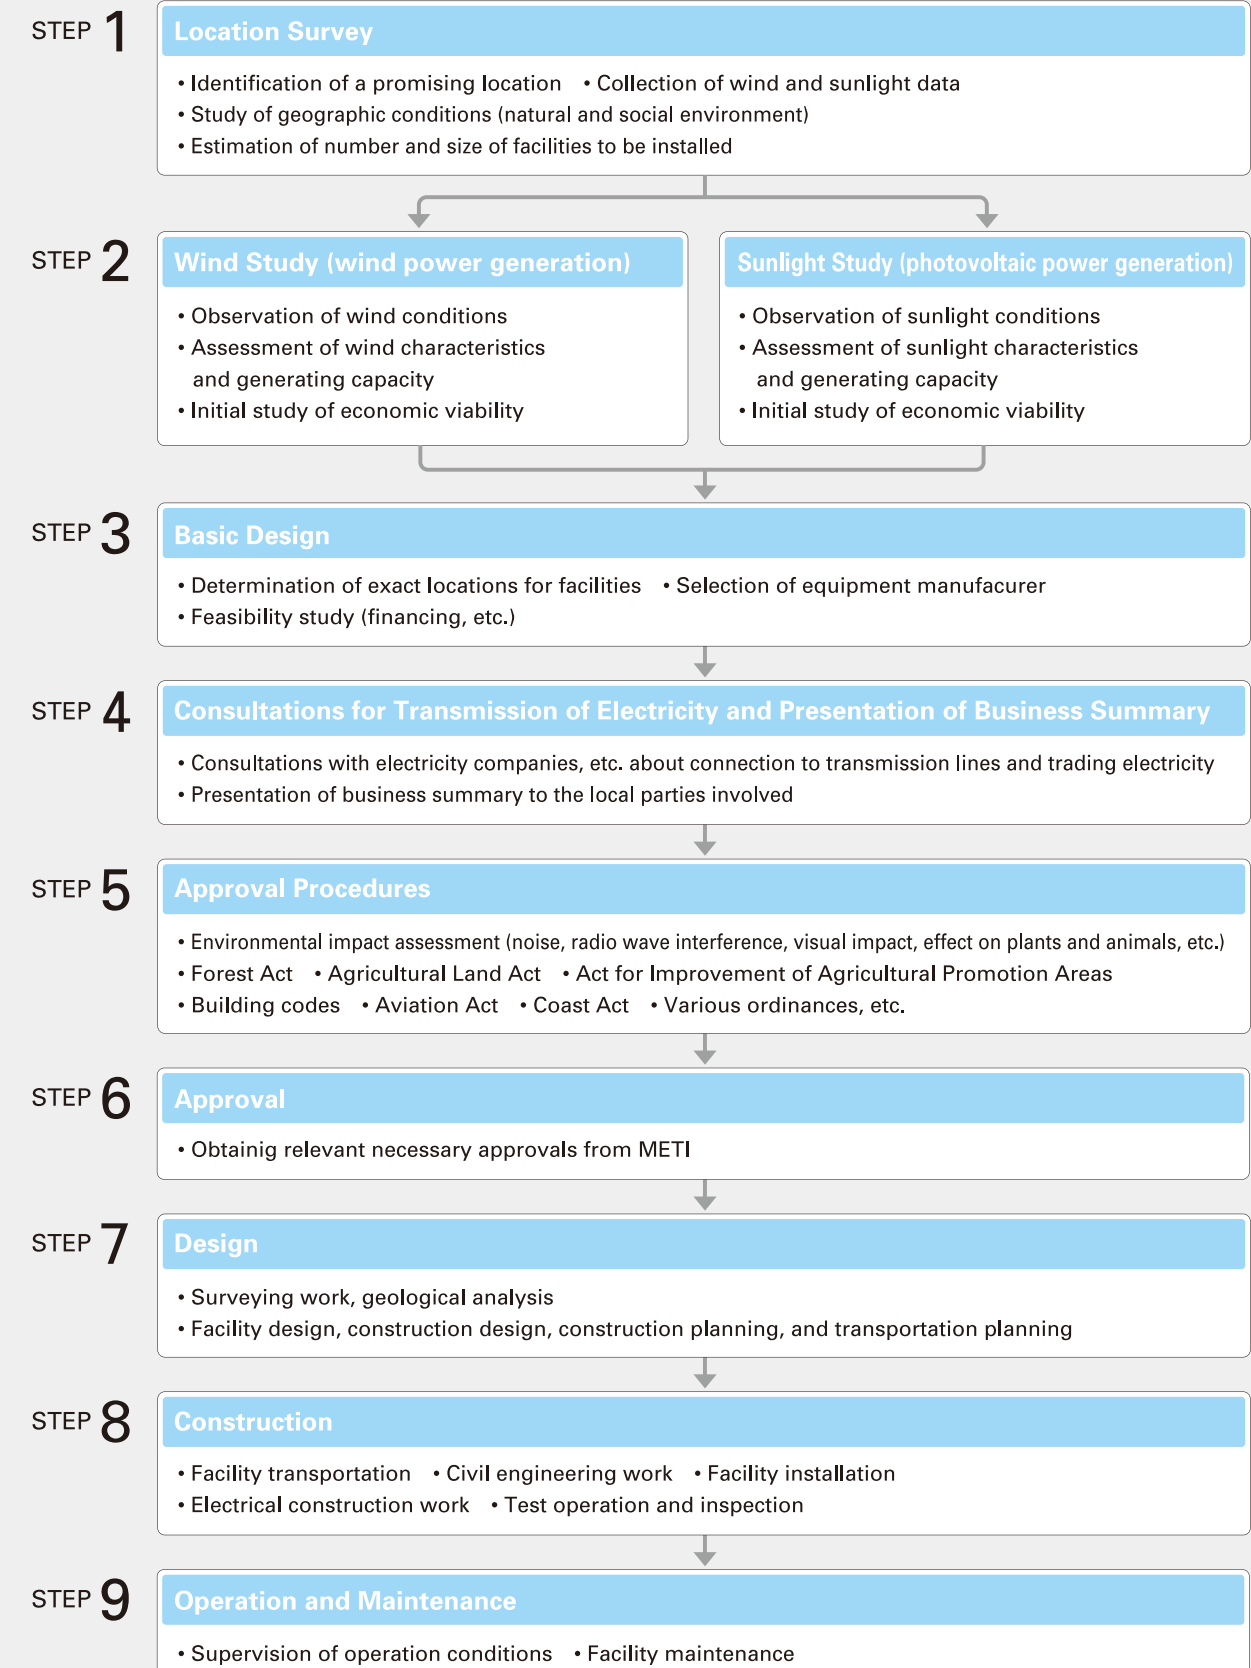 STEP 1
Location Survey
• Identification of a promising location • Collection of wind and sunlight data
• Study of geographic conditions (natural and social environment)
• Estimation of number and size of facilities to be installed
STEP 2
Wind Study (wind power generation)
• Observation of wind conditions
• Assessment of wind characteristics
and generating capacity
• Initial study of economic viability
Sunlight Study (photovoltaic power generation)
• Observation of sunlight conditions
• Assessment of sunlight characteristics
and generating capacity
• Initial study of economic viability
STEP 3
Basic Design
• Determination of exact locations for facilities • Selection of equipment manufacurer
• Feasibility study (financing, etc.)
STEP 4
Consultations for Transmission of Electricity and Presentation of Business Summary
• Consultations with electricity companies, etc. about connection to transmission lines and trading electricity
• Presentation of business summary to the local parties involved
STEP 5
Approval Procedures
• Environmental impact assessment (noise, radio wave interference, visual impact, effect on plants and animals, etc.)
• Forest Act • Agricultural Land Act • Act for Improvement of Agricultural Promotion Areas
• Building codes • Aviation Act • Coast Act • Various ordinances, etc.
STEP 6
Approval
• Obtainig relevant necessary approvals from METI
STEP 7
Design
• Surveying work, geological analysis
• Facility design, construction design, construction planning, and transportation planning
STEP 8
Construction
• Facility transportation • Civil engineering work • Facility installation
• Electrical construction work • Test operation and inspection
STEP 9
Operation and Maintenance
• Supervision of operation conditions • Facility maintenance